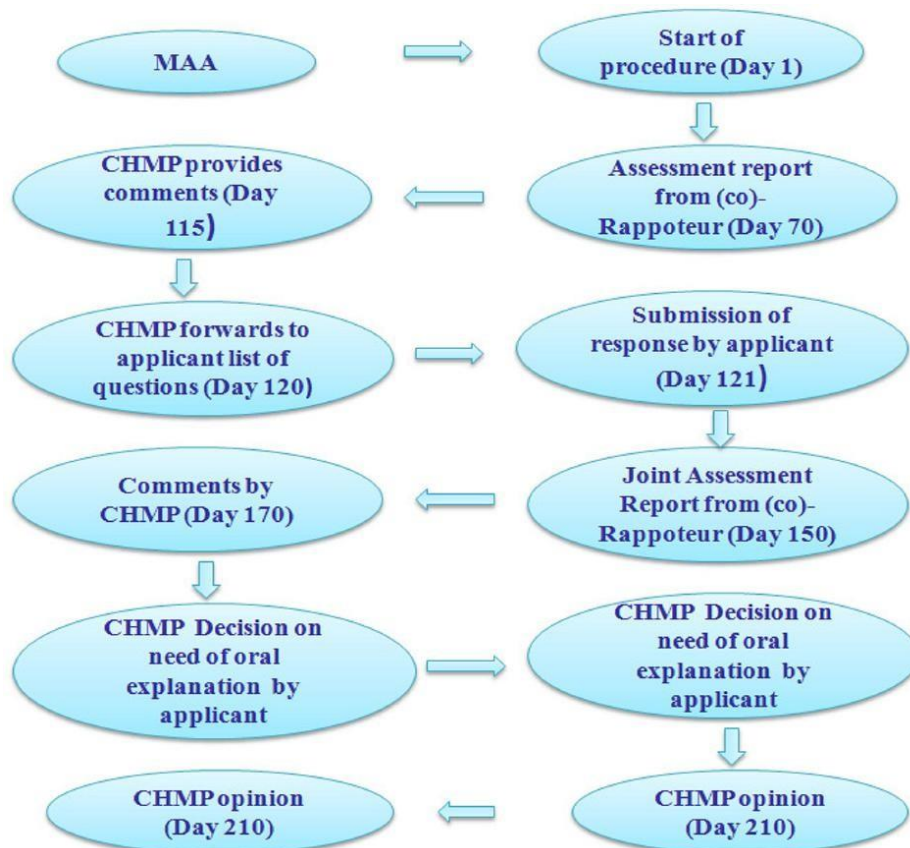 MAA
Start of
procedure (Day 1)
Assessment report
from (co)-
Rappoteur (Day 70)
CHMP provides
comments (Day
115)
CHMP forwards to
applicant list of
questions (Day 120)
Submission of
response by applicant
(Day 121)
Joint Assessment
Report from (co)-
Rappoteur (Day 150)
Comments by
CHMP (Day 170)
CHMP Decision on
need of oral
explanation by
applicant
CHMP Decision on
need of oral
explanation by
applicant
CHMP opinion
(Day 210)
CHMP opinion
(Day 210)